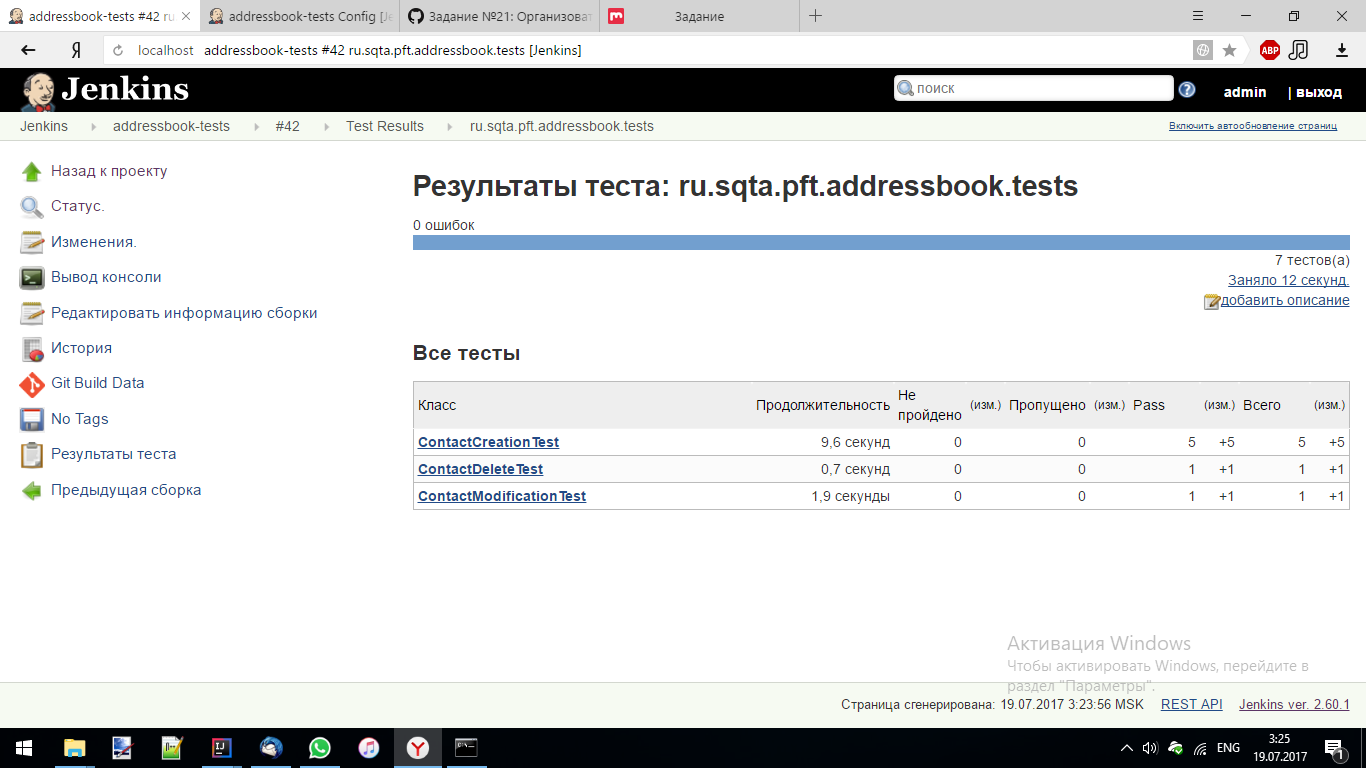 addressbook-tests #42 ru
addressbook-tests Config [Je
Задание №21: Организоват
Задание
Я localhost addressbook-tests #42 ru.sqta.pft.addressbook.tests [Jenkins] ABP
Jenkins поиск admin | выход
Jenkins addressbook-tests #42 Test Results ru.sqta.pft.addressbook.tests Включить автообновление страниц
Назад к проекту
Статус.
Изменения.
Вывод консоли
Редактировать информацию сборки
История
Git Build Data
No Tags
Результаты теста
Предыдущая сборка
Результаты теста: ru.sqta.pft.addressbook.tests
0 ошибок
7 тестов(а)
Заняло 12 секунд.
добавить описание
Все тесты
Класс Продолжительность Не пройдено (изм.) Пропущено (изм.) Pass (изм.) Всего (изм.)
ContactCreationTest 9,6 секунд 0 0 5 +5 5 +5
ContactDeleteTest 0,7 секунд 0 0 1 +1 1 +1
ContactModificationTest 1,9 секунды 0 0 1 +1 1 +1
Активация Windows
Чтобы активировать Windows, перейдите в
раздел "Параметры".
Страница сгенерирована: 19.07.2017 3:23:56 MSK REST API Jenkins ver. 2.60.1
ENG
3:25
19.07.2017
1